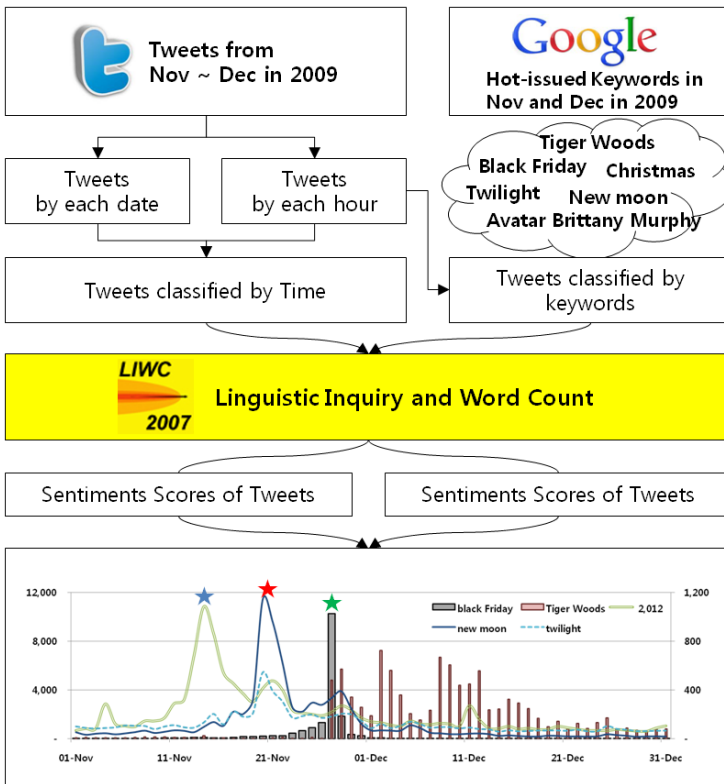 Tweets from
Nov ~ Dec in 2009
Google
Hot-issued Keywords in
Nov and Dec in 2009
Tiger Woods
Black Friday
Christmas
Twilight
New moon
Avatar Brittany Murphy
Tweets
by each date
Tweets
by each hour
Tweets classified by Time
Tweets classified by
keywords
LIWC
2007
Linguistic Inquiry and Word Count
Sentiments Scores of Tweets
Sentiments Scores of Tweets
12,000
8,000
4,000
-
1,200
800
400
-
black Friday
Tiger Woods
2,012
new moon
twilight
01-Nov
11-Nov
21-Nov
01-Dec
11-Dec
21-Dec
31-Dec